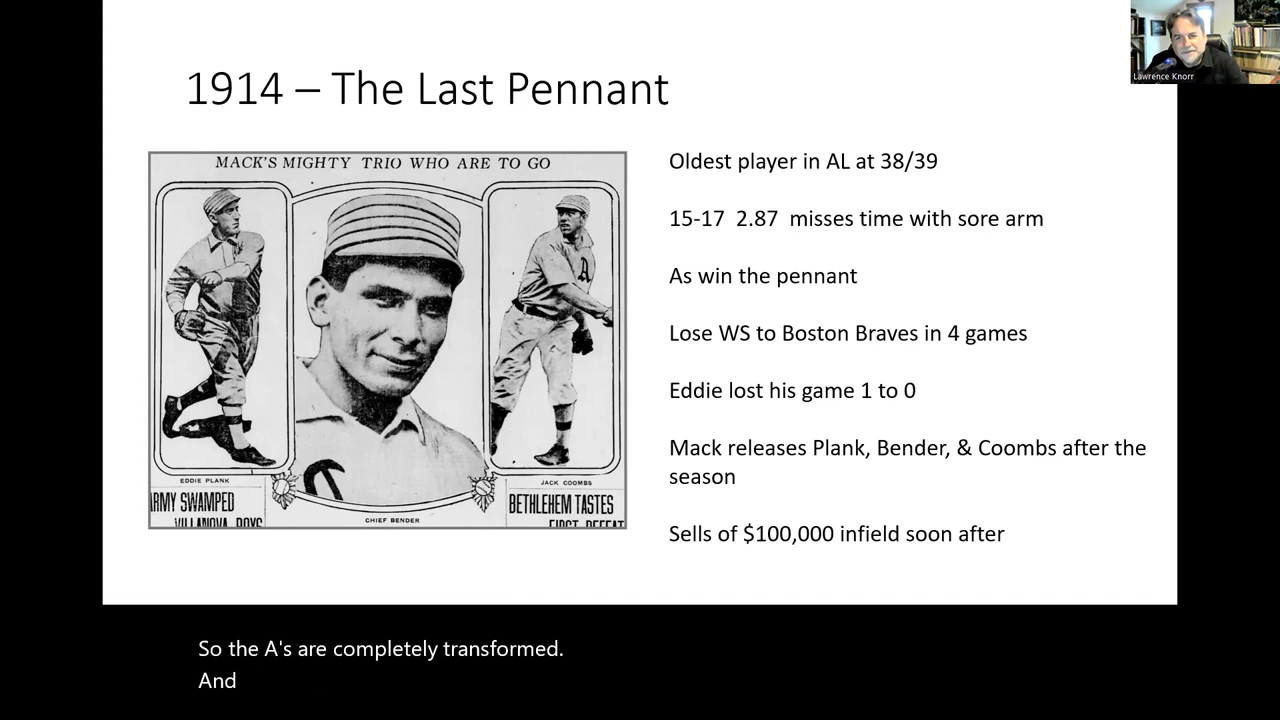 Lawrence Knorr
1914 – The Last Pennant
MACK'S MIGHTY TRIO WHO ARE TO GO
EDDIE PLANK
ARMY SWAMPED
VILLANOVA BOYS
CHIEF BENDER
JACK COOMBS
BETHLEHEM TASTES
FIRST DEFEAT
Oldest player in AL at 38/39
15-17  2.87  misses time with sore arm
As win the pennant
Lose WS to Boston Braves in 4 games
Eddie lost his game 1 to 0
Mack releases Plank, Bender, & Coombs after the
season
Sells of $100,000 infield soon after
So the A's are completely transformed.
And